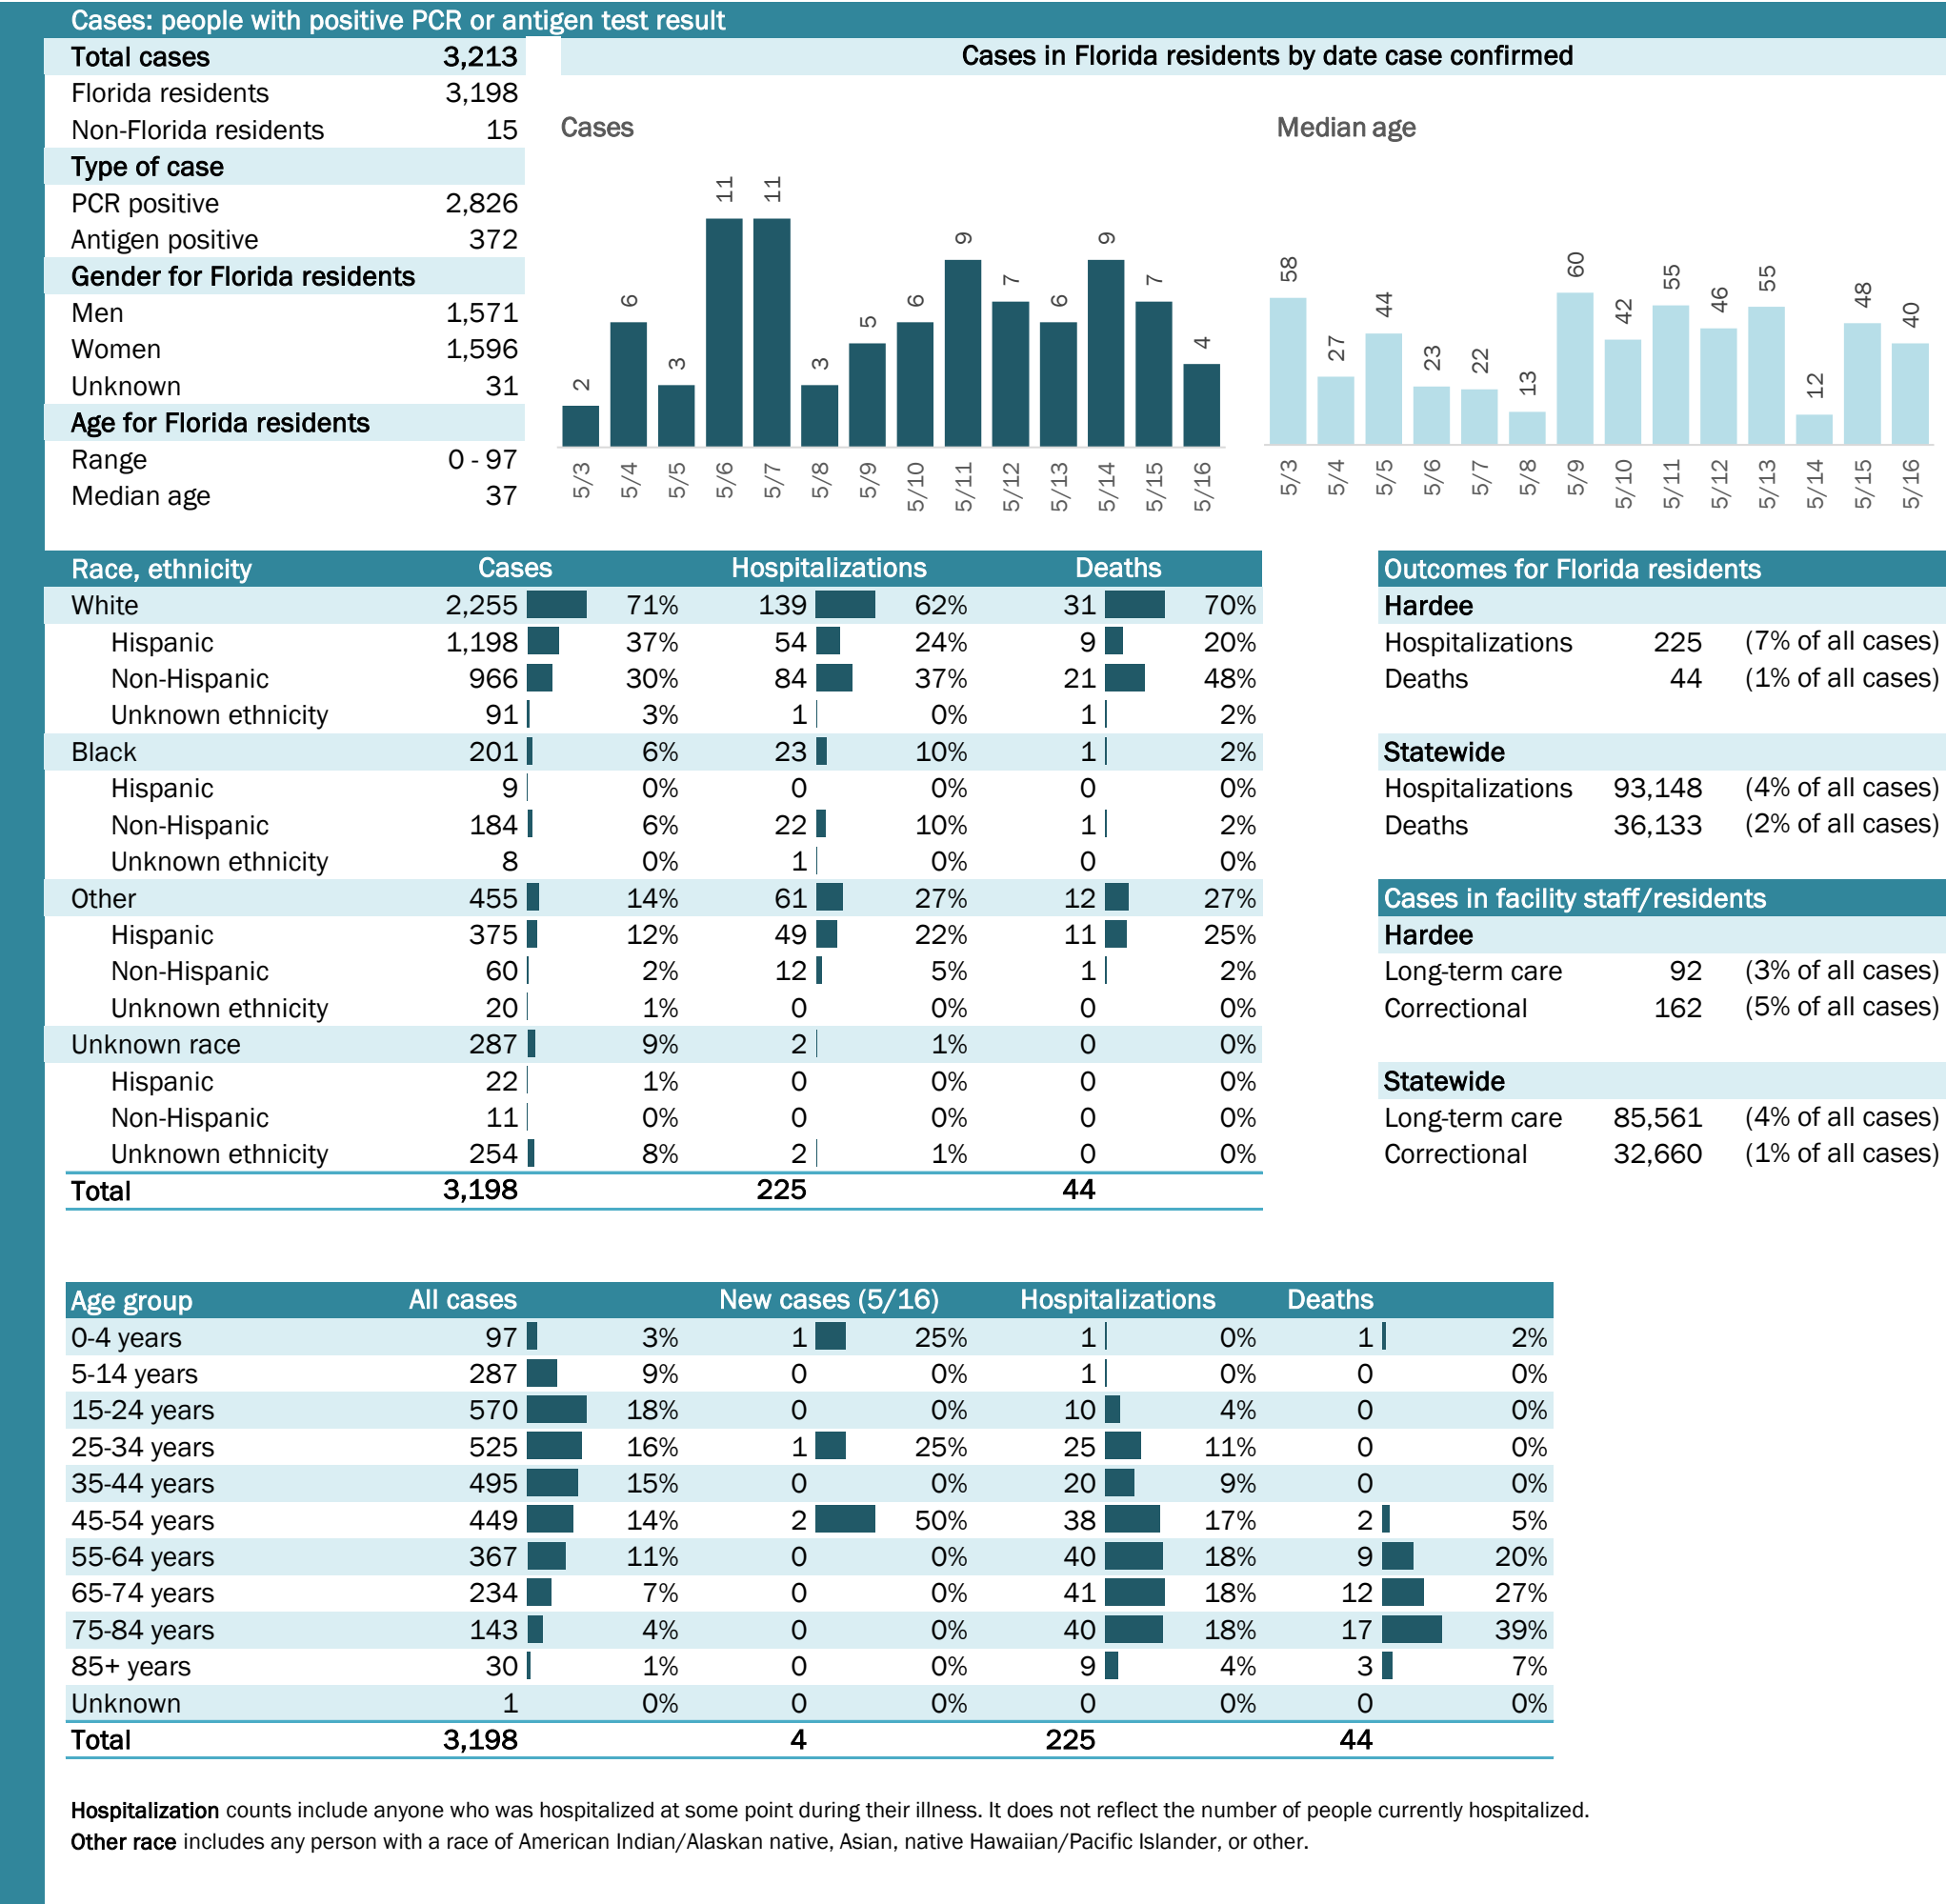 Cases: people with positive PCR or antigen test result
Total cases 3,213
Florida residents 3,198
Non-Florida residents 15
Type of case
PCR positive 2,826
Antigen positive 372
Gender for Florida residents
Men 1,571
Women 1,596
Unknown 31
Age for Florida residents
Range 0 - 97
Median age 37
Cases in Florida residents by date case confirmed
Cases
2 6 3 11 11 3 5 6 9 7 6 9 7 4
5/3 5/4 5/5 5/6 5/7 5/8 5/9 5/10 5/11 5/12 5/13 5/14 5/15 5/16
Median age
58 27 44 23 22 13 60 42 55 46 55 12 48 40
5/3 5/4 5/5 5/6 5/7 5/8 5/9 5/10 5/11 5/12 5/13 5/14 5/15 5/16
Race, ethnicity Cases Hospitalizations Deaths
White 2,255 71% 139 62% 31 70%
Hispanic 1,198 37% 54 24% 9 20%
Non-Hispanic 966 30% 84 37% 21 48%
Unknown ethnicity 91 3% 1 0% 1 2%
Black 201 6% 23 10% 1 2%
Hispanic 9 0% 0 0% 0 0%
Non-Hispanic 184 6% 22 10% 1 2%
Unknown ethnicity 8 0% 1 0% 0 0%
Other 455 14% 61 27% 12 27%
Hispanic 375 12% 49 22% 11 25%
Non-Hispanic 60 2% 12 5% 1 2%
Unknown ethnicity 20 1% 0 0% 0 0%
Unknown race 287 9% 2 1% 0 0%
Hispanic 22 1% 0 0% 0 0%
Non-Hispanic 11 0% 0 0% 0 0%
Unknown ethnicity 254 8% 2 1% 0 0%
Total 3,198 225 44
Outcomes for Florida residents
Hardee
Hospitalizations 225 (7% of all cases)
Deaths 44 (1% of all cases)
Statewide
Hospitalizations 93,148 (4% of all cases)
Deaths 36,133 (2% of all cases)
Cases in facility staff/residents
Hardee
Long-term care 92 (3% of all cases)
Correctional 162 (5% of all cases)
Statewide
Long-term care 85,561 (4% of all cases)
Correctional 32,660 (1% of all cases)
Age group All cases New cases (5/16) Hospitalizations Deaths
0-4 years 97 3% 1 25% 1 0% 1 2%
5-14 years 287 9% 0 0% 1 0% 0 0%
15-24 years 570 18% 0 0% 10 4% 0 0%
25-34 years 525 16% 1 25% 25 11% 0 0%
35-44 years 495 15% 0 0% 20 9% 0 0%
45-54 years 449 14% 2 50% 38 17% 2 5%
55-64 years 367 11% 0 0% 40 18% 9 20%
65-74 years 234 7% 0 0% 41 18% 12 27%
75-84 years 143 4% 0 0% 40 18% 17 39%
85+ years 30 1% 0 0% 9 4% 3 7%
Unknown 1 0% 0 0% 0 0% 0 0%
Total 3,198 4 225 44
Hospitalization counts include anyone who was hospitalized at some point during their illness. It does not reflect the number of people currently hospitalized.
Other race includes any person with a race of American Indian/Alaskan native, Asian, native Hawaiian/Pacific Islander, or other.